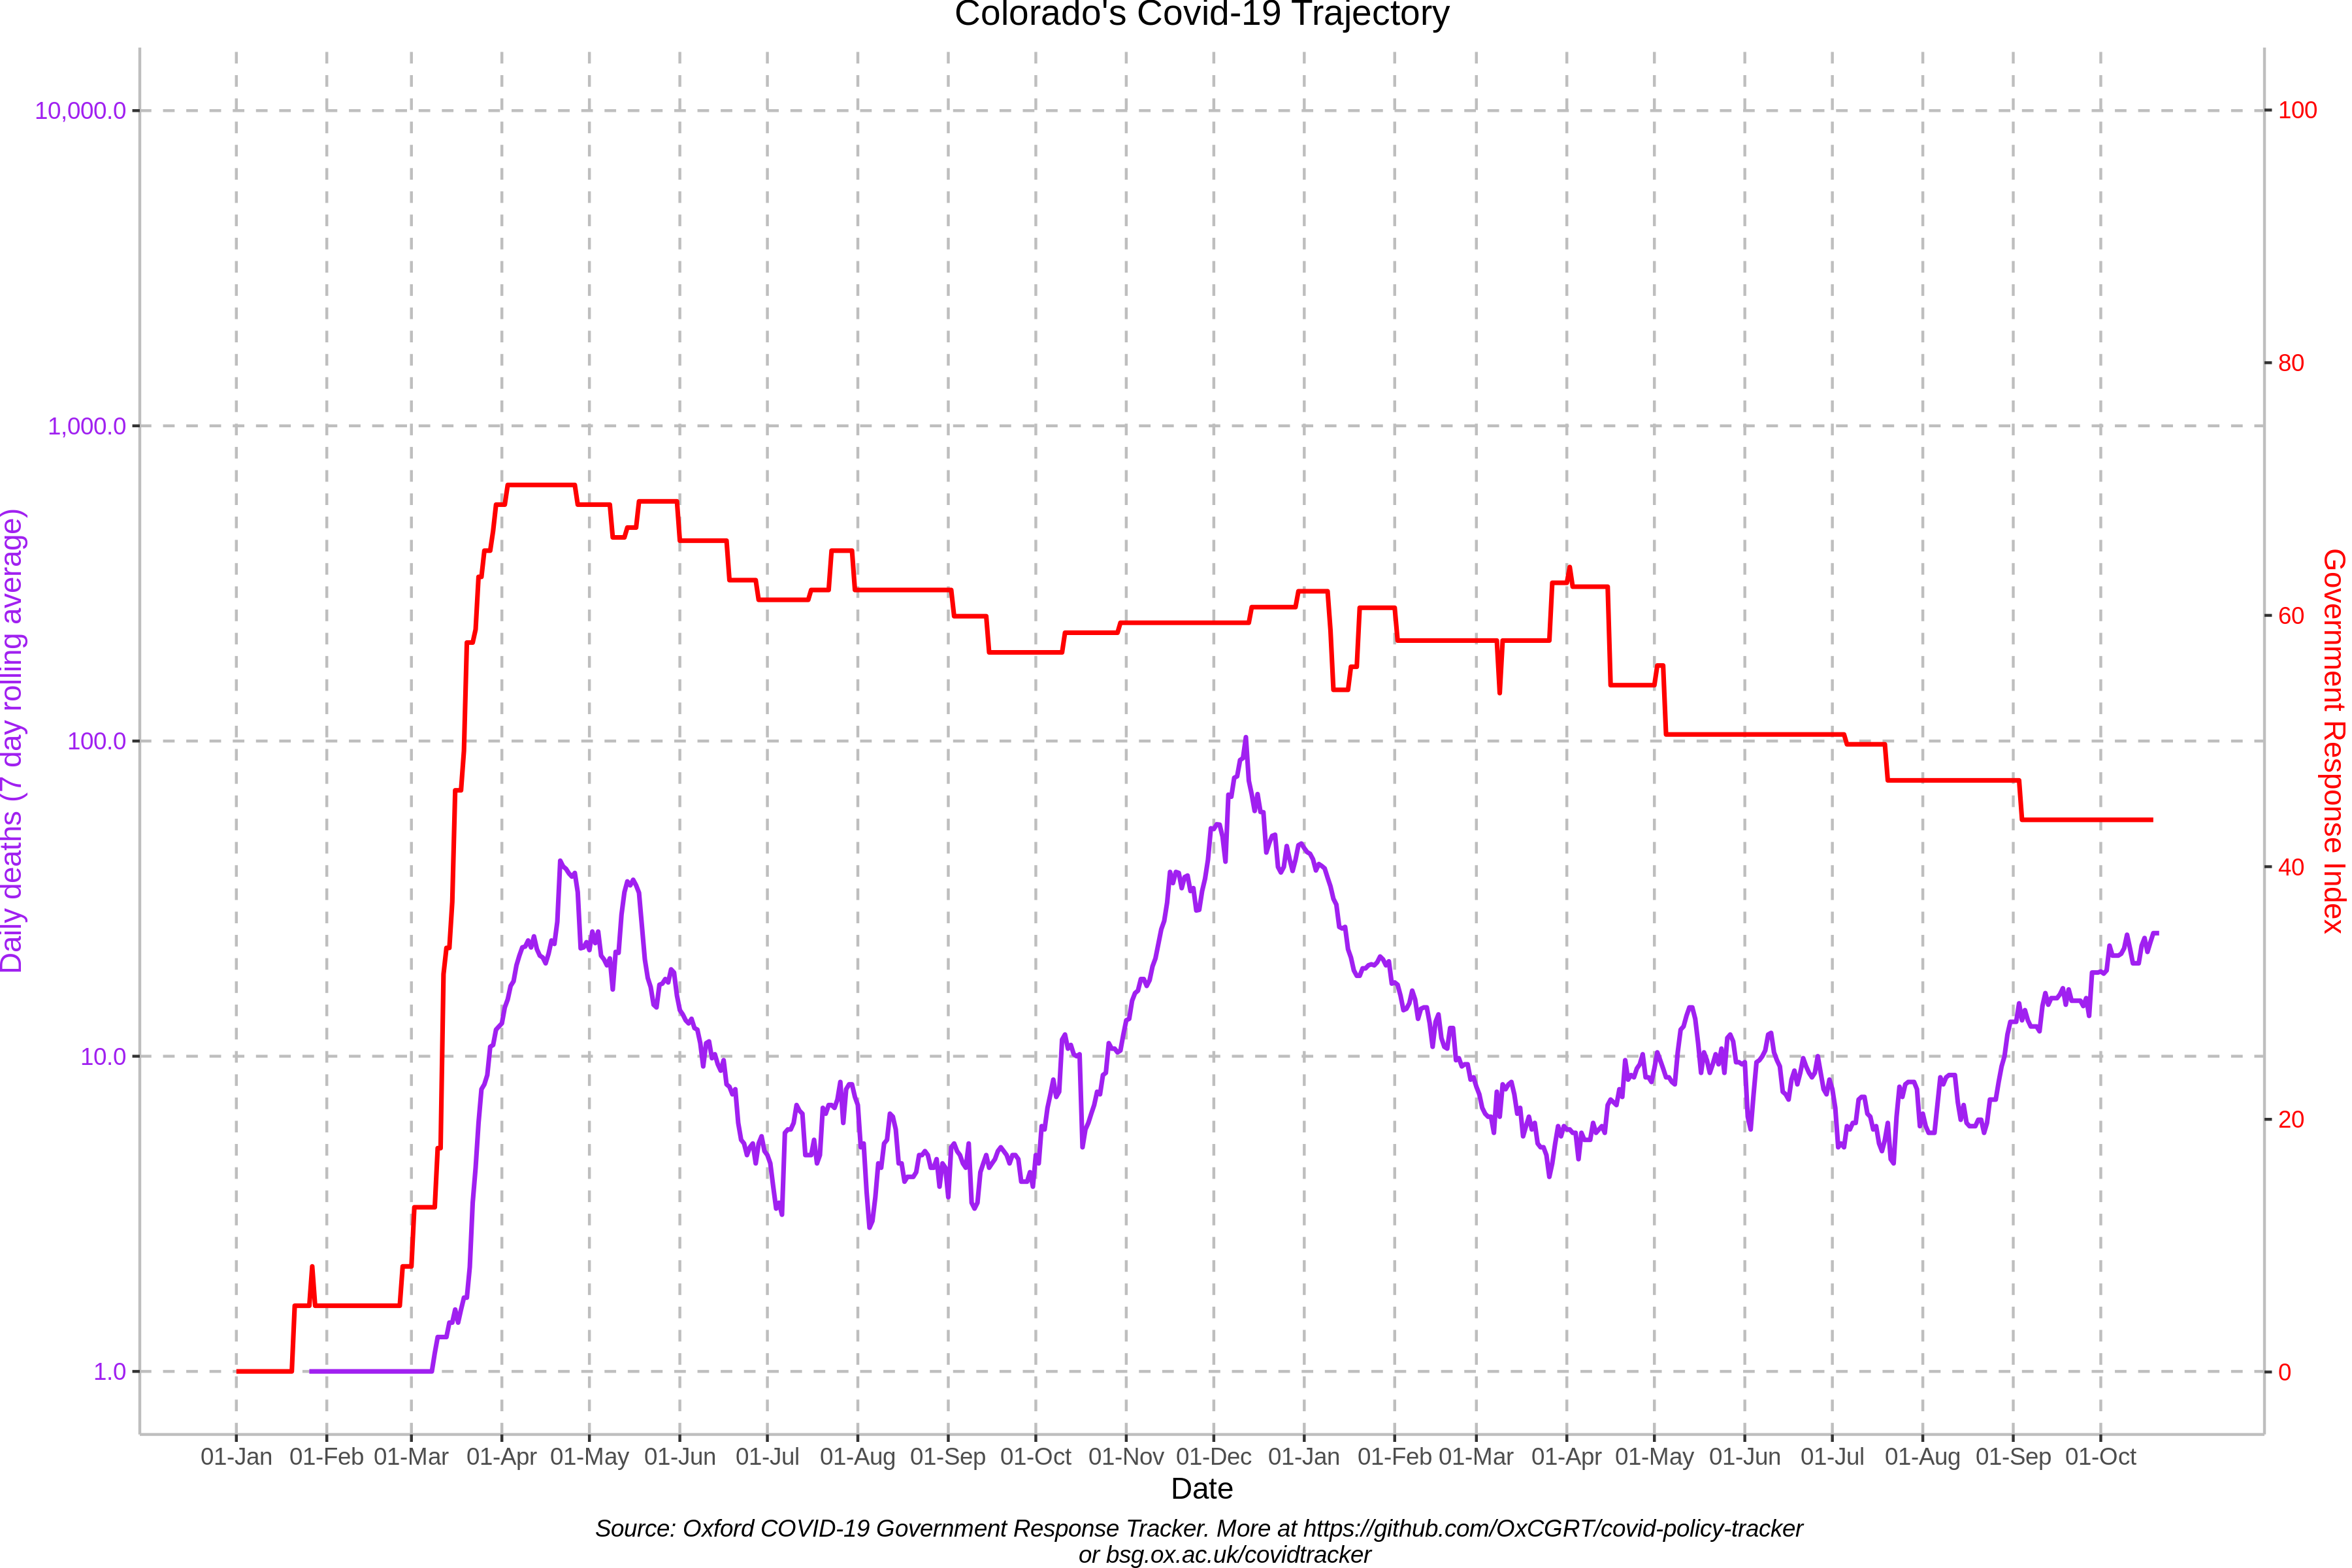 Colorado's Covid-19 Trajectory
10,000.0
1,000.0
100.0
10.0
1.0
Daily deaths (7 day rolling average)
100
80
60
40
20
0
Government Response Index
01-Jan 01-Feb 01-Mar 01-Apr 01-May 01-Jun 01-Jul 01-Aug 01-Sep 01-Oct 01-Nov 01-Dec 01-Jan 01-Feb 01-Mar 01-Apr 01-May 01-Jun 01-Jul 01-Aug 01-Sep 01-Oct
Date
Source: Oxford COVID-19 Government Response Tracker. More at https://github.com/OxCGRT/covid-policy-tracker
or bsg.ox.ac.uk/covidtracker